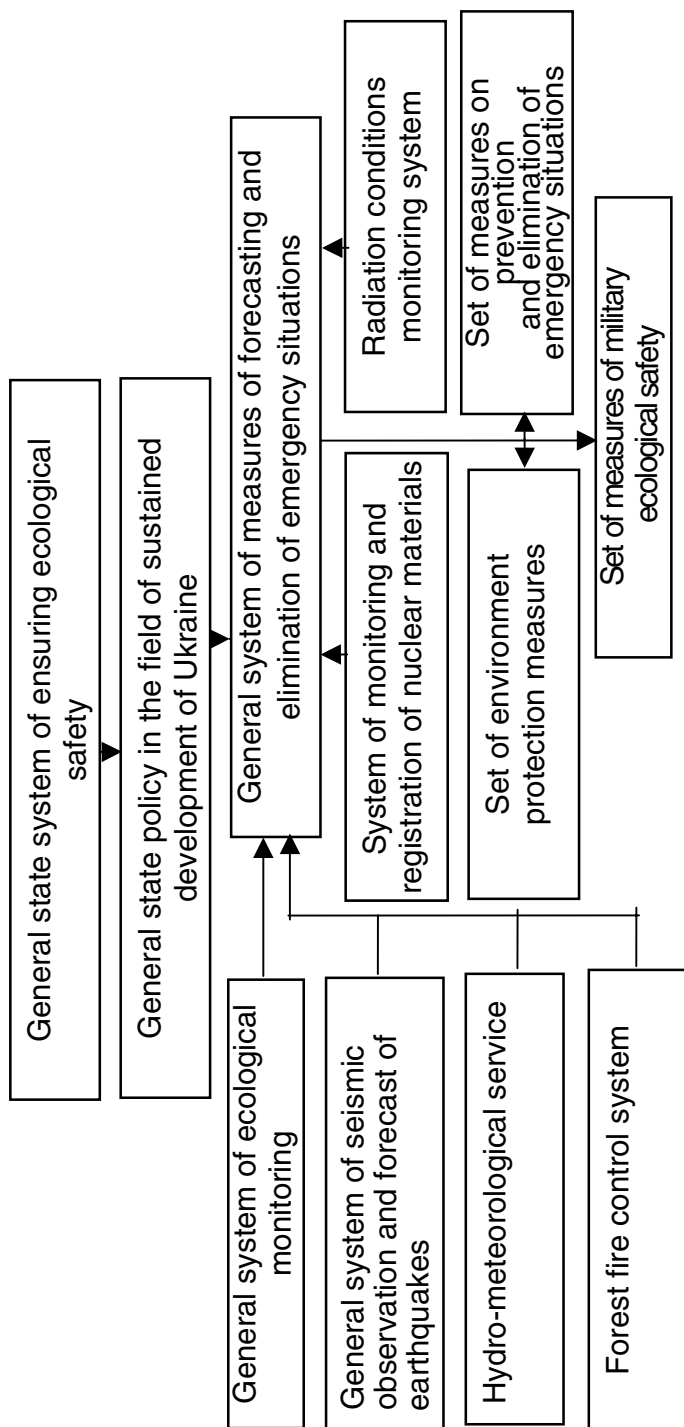 General state system of ensuring ecological
safety
General state policy in the field of sustained
development of Ukraine
General system of ecological
monitoring
General system of measures of forecasting and
elimination of emergency situations
General system of seismic
observation and forecast of
earthquakes
System of monitoring and
registration of nuclear materials
Radiation conditions
monitoring system
Hydro-meteorological service
Set of environment
protection measures
Set of measures on
prevention
and elimination of
emergency situations
Forest fire control system
Set of measures of military
ecological safety